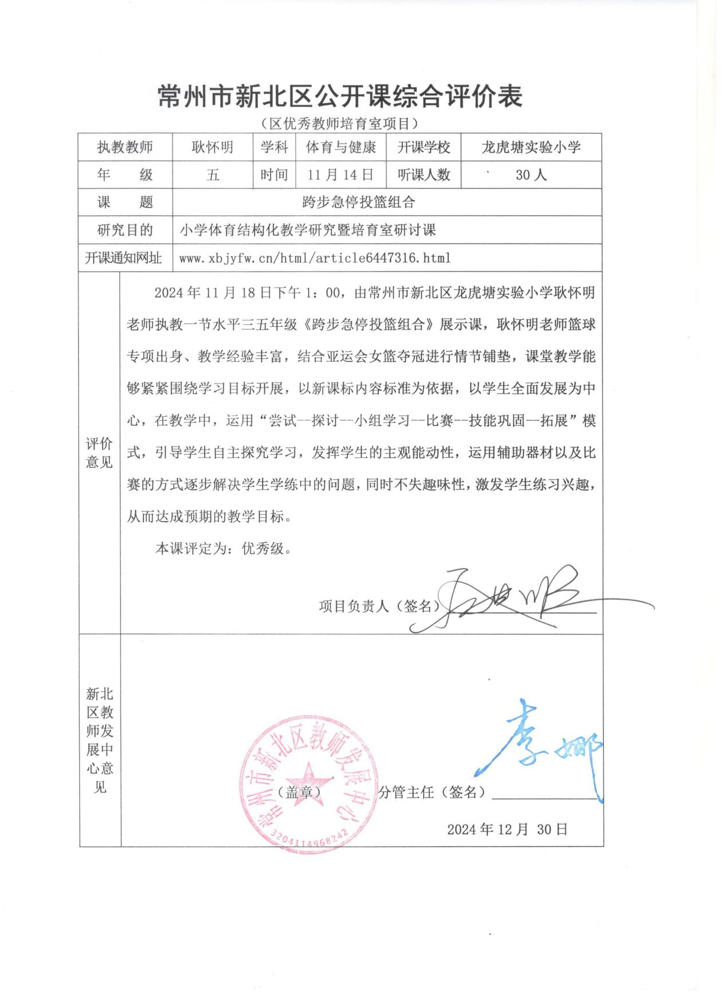 常州市新北区公开课综合评价表
（区优秀教师培育室项目）
执教教师 耿怀明 学科 体育与健康 开课学校 龙虎塘实验小学
年 级 五 时间 11月14日 听课人数 30人
课 题 跨步急停投篮组合
研究目的 小学体育结构化教学研究暨培育室研讨课
开课通知网址 www.xbjyfw.cn/html/article6447316.html
评价
意见
2024年11月18日下午1：00，由常州市新北区龙虎塘实验小学耿怀明
老师执教一节水平三五年级《跨步急停投篮组合》展示课，耿怀明老师篮球
专项出身、教学经验丰富，结合亚运会女篮夺冠进行情节铺垫，课堂教学能
够紧紧围绕学习目标开展，以新课标内容标准为依据，以学生全面发展为中
心，在教学中，运用“尝试--探讨--小组学习--比赛--技能巩固--拓展”模
式，引导学生自主探究学习，发挥学生的主观能动性，运用辅助器材以及比
赛的方式逐步解决学生学练中的问题，同时不失趣味性，激发学生练习兴趣，
从而达成预期的教学目标。
本课评定为：优秀级。
项目负责人（签名）
新北
区教
师发
展中
心意
见
常州市新北区教师发展中心
3204114968242
（盖章） 分管主任（签名） 李娜
2024年12月 30日